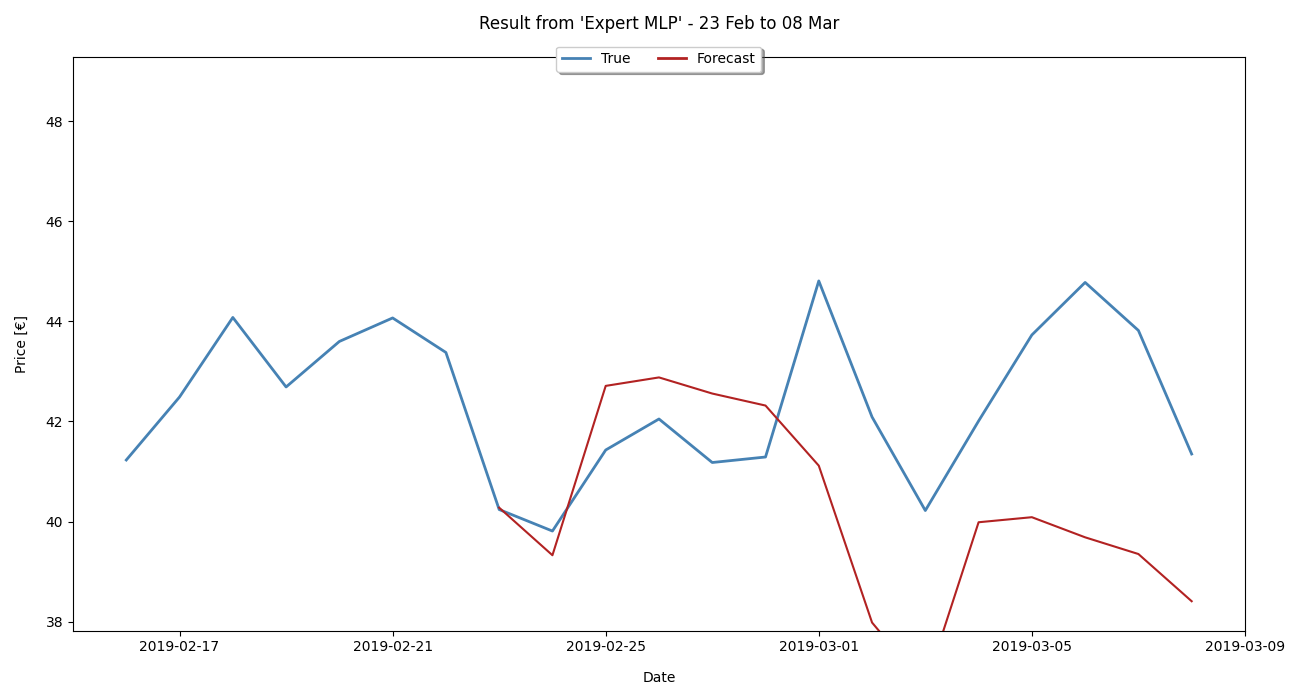 Result from 'Expert MLP' - 23 Feb to 08 Mar
True Forecast
48
46
44
42
40
38
Price [€]
2019-02-17 2019-02-21 2019-02-25 2019-03-01 2019-03-05 2019-03-09
Date